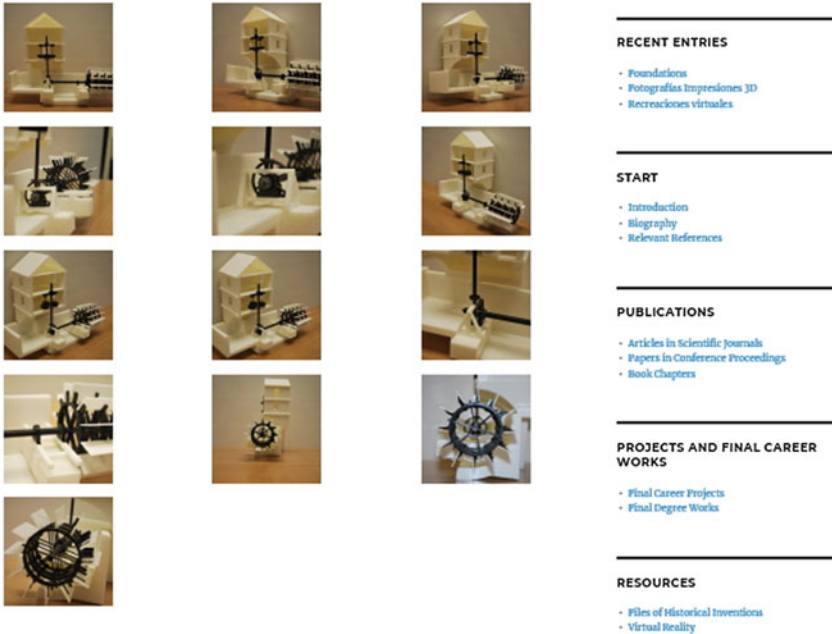 RECENT ENTRIES
• Foundations
• Fotografías Impresiones 3D
• Recreaciones virtuales
START
• Introduction
• Biography
• Relevant References
PUBLICATIONS
• Articles in Scientific Journals
• Papers in Conference Proceedings
• Book Chapters
PROJECTS AND FINAL CAREER
WORKS
• Final Career Projects
• Final Degree Works
RESOURCES
• Files of Historical Inventions
• Virtual Reality